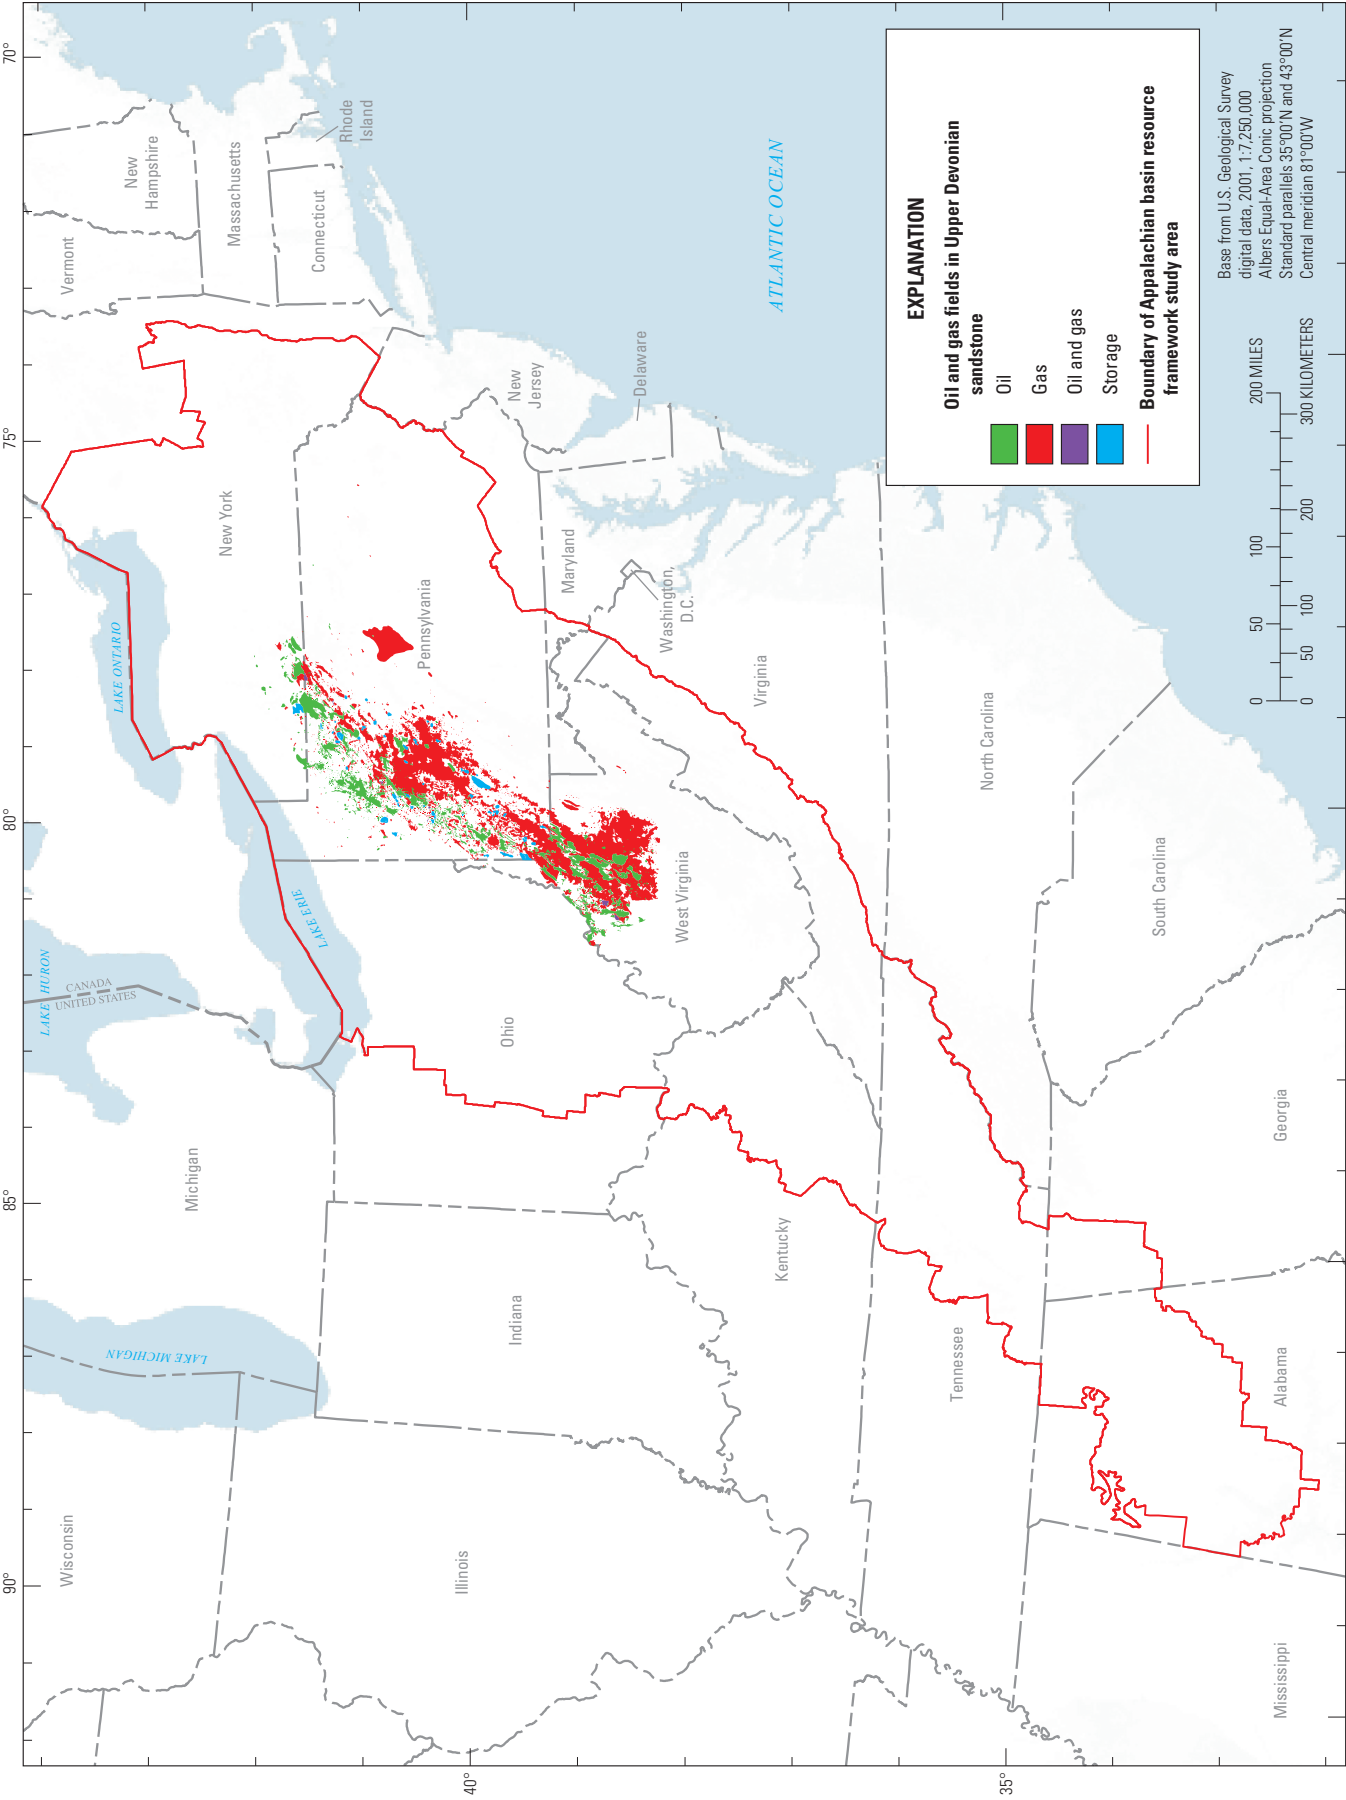 70°
75°
80°
85°
90°
40°
35°
Vermont
New
Hampshire
Massachusetts
Rhode
Island
Connecticut
New York
LAKE ONTARIO
Pennsylvania
New
Jersey
Delaware
Maryland
Washington,
D.C.
Virginia
West Virginia
ATLANTIC OCEAN
North Carolina
South Carolina
LAKE HURON
CANADA
UNITED STATES
LAKE ERIE
Ohio
Michigan
LAKE MICHIGAN
Indiana
Kentucky
Tennessee
Georgia
Alabama
Wisconsin
Illinois
Mississippi
EXPLANATION
Oil and gas fields in Upper Devonian
sandstone
Oil
Gas
Oil and gas
Storage
Boundary of Appalachian basin resource
framework study area
0 50 100 200 MILES
0 50 100 200 300 KILOMETERS
Base from U.S. Geological Survey
digital data, 2001, 1:7,250,000
Albers Equal-Area Conic projection
Standard parallels 35°00'N and 43°00'N
Central meridian 81°00'W